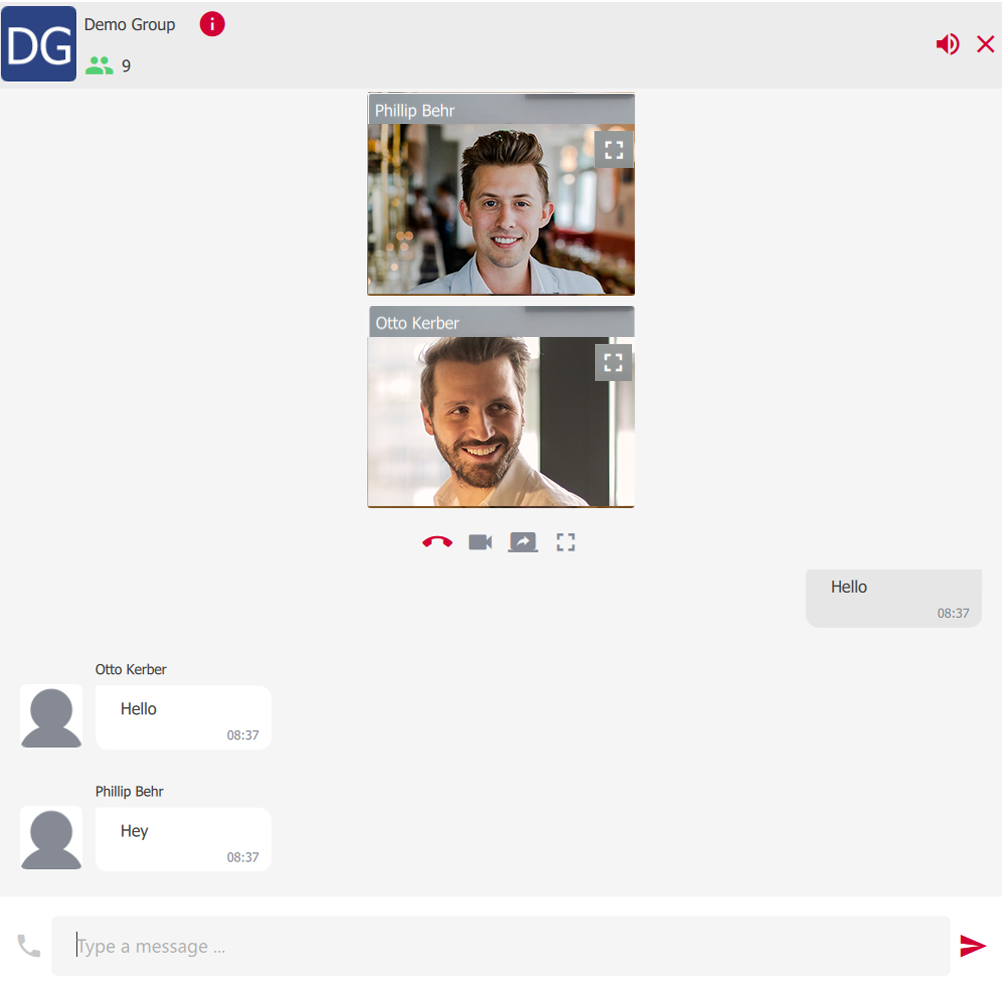 DG
Demo Group
i
9
Phillip Behr
Otto Kerber
Hello
08:37
Otto Kerber
Hello
08:37
Phillip Behr
Hey
08:37
Type a message ...